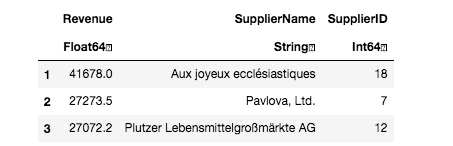 Revenue SupplierName SupplierID
Float64⍰ String⍰ Int64⍰
1 41678.0 Aux joyeux ecclésiastiques 18
2 27273.5 Pavlova, Ltd. 7
3 27072.2 Plutzer Lebensmittelgroßmärkte AG 12